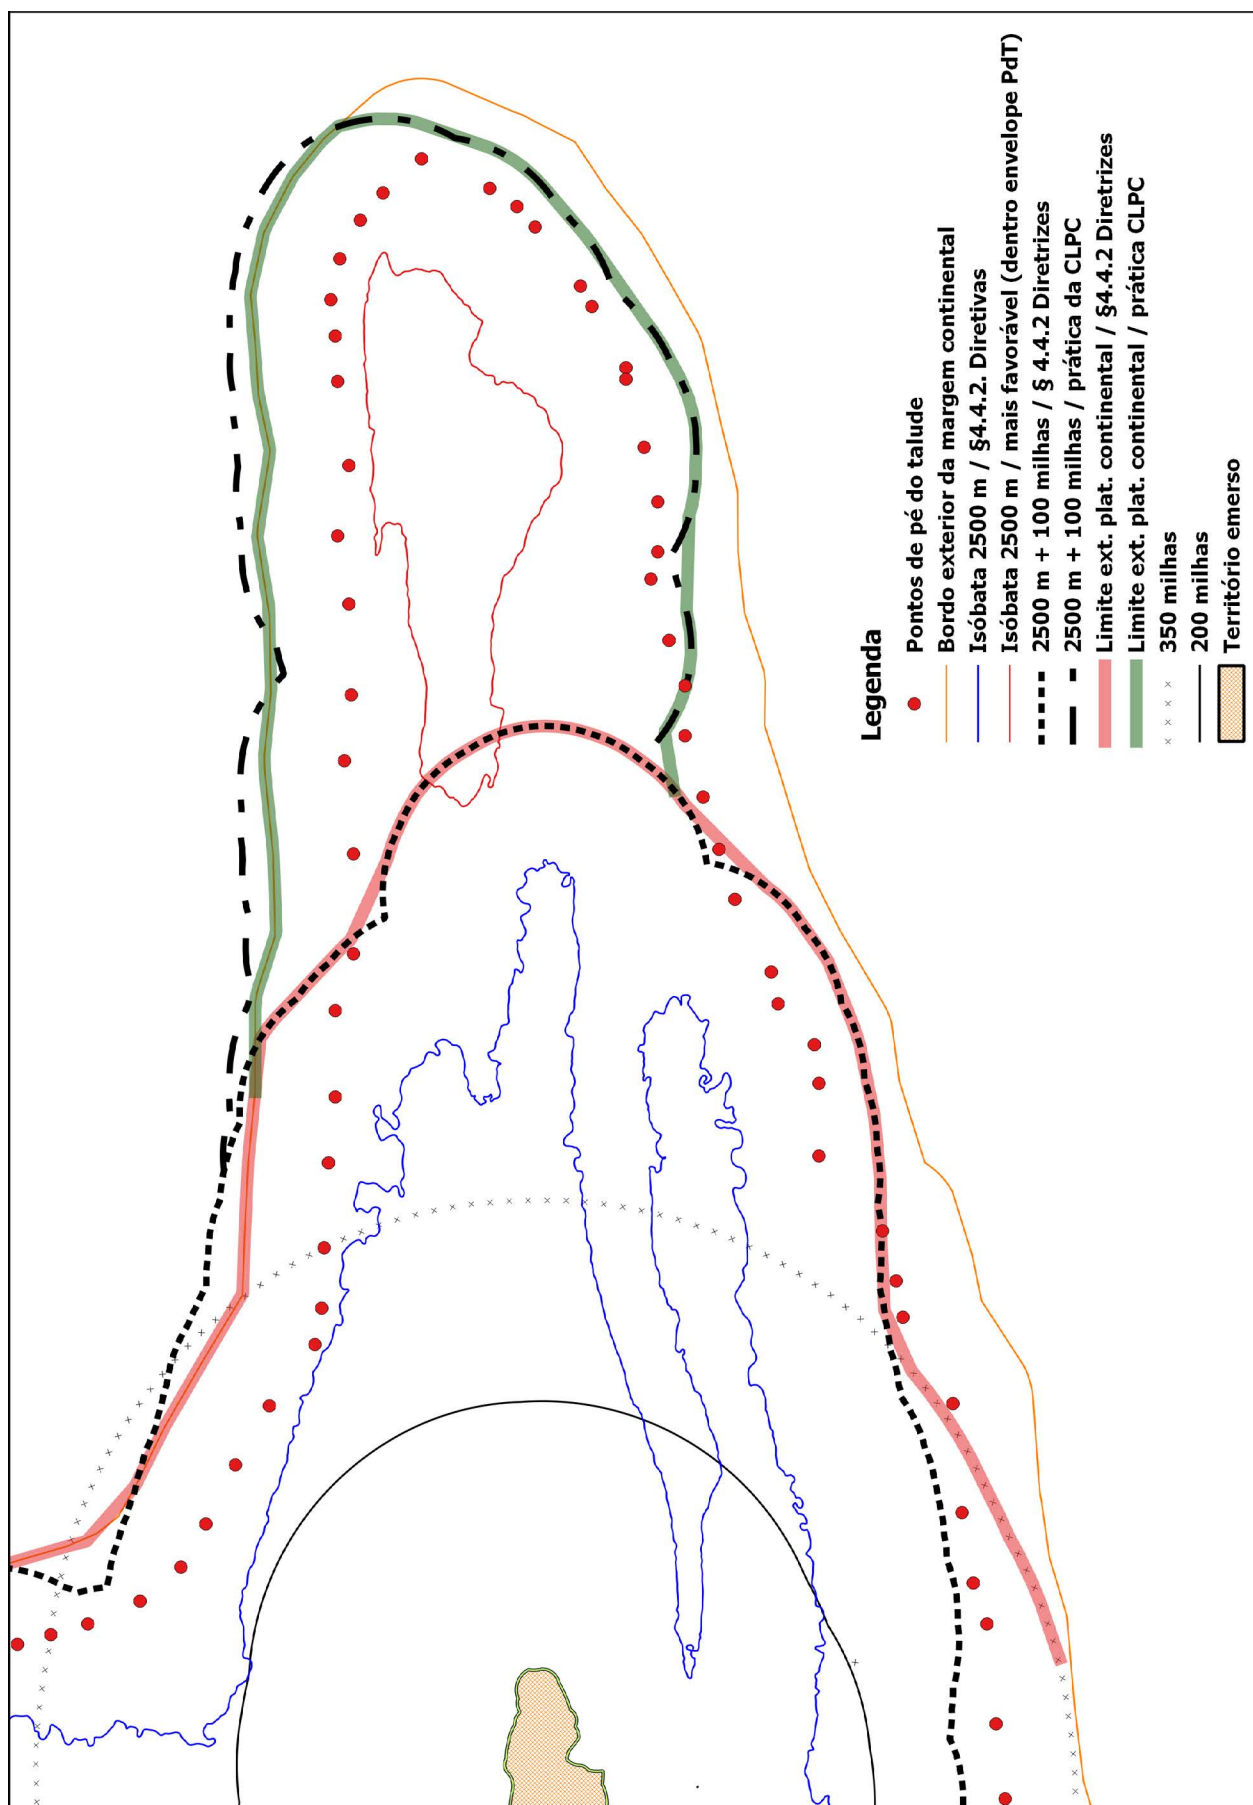 Legenda
Pontos de pé do talude
Bordo exterior da margem continental
Isóbata 2500 m / §4.4.2. Diretivas
Isóbata 2500 m / mais favorável (dentro envelope PdT)
2500 m + 100 milhas / § 4.4.2 Diretrizes
2500 m + 100 milhas / prática da CLPC
Limite ext. plat. continental / §4.4.2 Diretrizes
Limite ext. plat. continental / prática CLPC
350 milhas
200 milhas
Território emerso